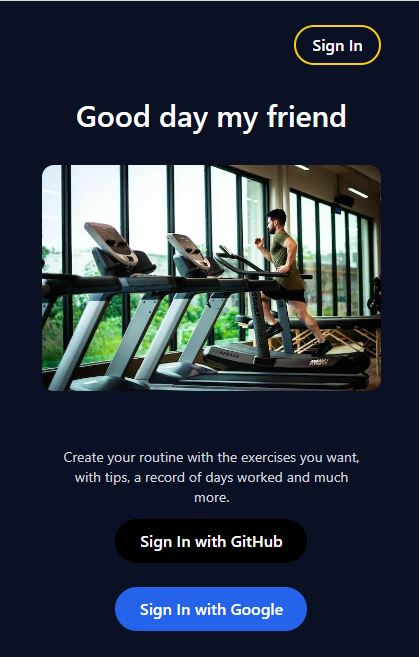 Sign In
Good day my friend
Create your routine with the exercises you want,
with tips, a record of days worked and much
more.
Sign In with GitHub
Sign In with Google